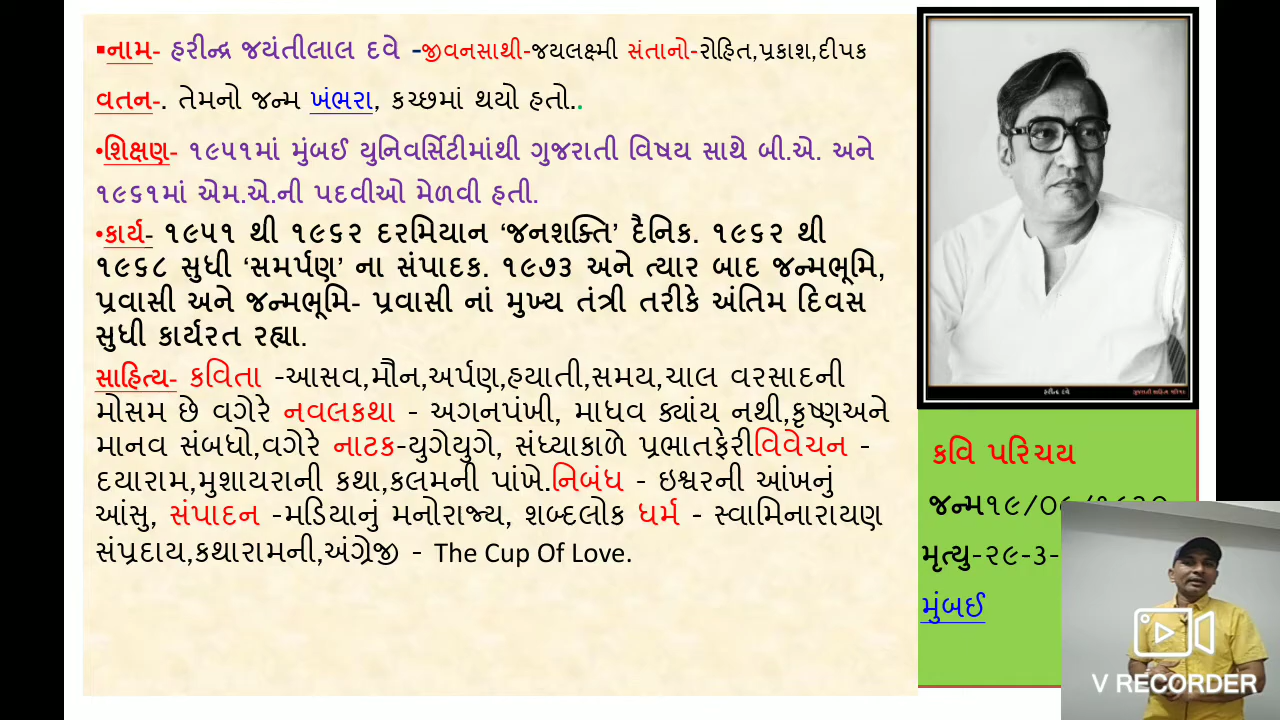 ▪નામ- હરીન્દ્ર જયંતીલાલ દવે -જીવનસાથી-જયલક્ષ્મી સંતાનો-રોહિત,પ્રકાશ,દીપક
વતન-. તેમનો જન્મ ખંભરા, કચ્છમાં થયો હતો..
•શિક્ષણ- ૧૯૫૧માં મુંબઈ યુનિવર્સિટીમાંથી ગુજરાતી વિષય સાથે બી.એ. અને
૧૯૬૧માં એમ.એ.ની પદવીઓ મેળવી હતી.
•કાર્ય- ૧૯૫૧ થી ૧૯૬૨ દરમિયાન ‘જનશક્તિ’ દૈનિક. ૧૯૬૨ થી
૧૯૬૮ સુધી ‘સમર્પણ’ ના સંપાદક. ૧૯૭૩ અને ત્યાર બાદ જન્મભૂમિ,
પ્રવાસી અને જન્મભૂમિ- પ્રવાસી નાં મુખ્ય તંત્રી તરીકે અંતિમ દિવસ
સુધી કાર્યરત રહ્યા.
સાહિત્ય- કવિતા -આસવ,મૌન,અર્પણ,હયાતી,સમય,ચાલ વરસાદની
મોસમ છે વગેરે નવલકથા - અગનપંખી, માધવ ક્યાંય નથી,કૃષ્ણઅને
માનવ સંબધો,વગેરે નાટક-યુગેયુગે, સંધ્યાકાળે પ્રભાતફેરીવિવેચન -
દયારામ,મુશાયરાની કથા,કલમની પાંખે.નિબંધ - ઇશ્વરની આંખનું
આંસુ, સંપાદન -મડિયાનું મનોરાજ્ય, શબ્દલોક ધર્મ - સ્વામિનારાયણ
સંપ્રદાય,કથારામની,અંગ્રેજી - The Cup Of Love.
હરીન્દ્ર દવે
કવિ પરિચય
જન્મ૧૯/
મૃત્યુ-૨૯-૩-
મુંબઈ
V RECORDER